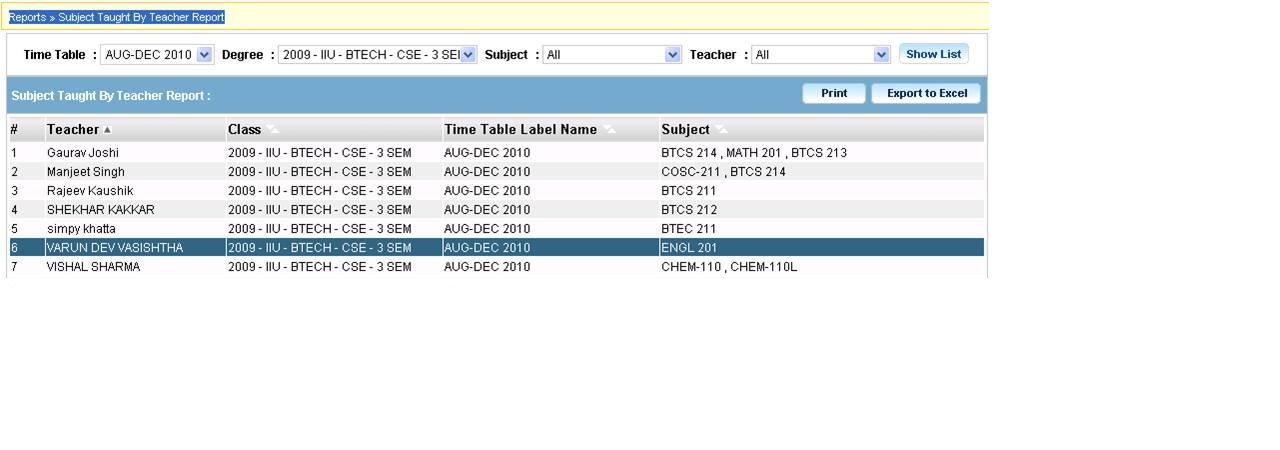 Reports » Subject Taught By Teacher Report
Time Table : AUG-DEC 2010 Degree : 2009 - IIU - BTECH - CSE - 3 SEI Subject : All Teacher : All Show List
Subject Taught By Teacher Report : Print Export to Excel
# Teacher Class Time Table Label Name Subject
1 Gaurav Joshi 2009 - IIU - BTECH - CSE - 3 SEM AUG-DEC 2010 BTCS 214 , MATH 201 , BTCS 213
2 Manjeet Singh 2009 - IIU - BTECH - CSE - 3 SEM AUG-DEC 2010 COSC-211 , BTCS 214
3 Rajeev Kaushik 2009 - IIU - BTECH - CSE - 3 SEM AUG-DEC 2010 BTCS 211
4 SHEKHAR KAKKAR 2009 - IIU - BTECH - CSE - 3 SEM AUG-DEC 2010 BTCS 212
5 simpy khatta 2009 - IIU - BTECH - CSE - 3 SEM AUG-DEC 2010 BTEC 211
6 VARUN DEV VASISHTHA 2009 - IIU - BTECH - CSE - 3 SEM AUG-DEC 2010 ENGL 201
7 VISHAL SHARMA 2009 - IIU - BTECH - CSE - 3 SEM AUG-DEC 2010 CHEM-110 , CHEM-110L